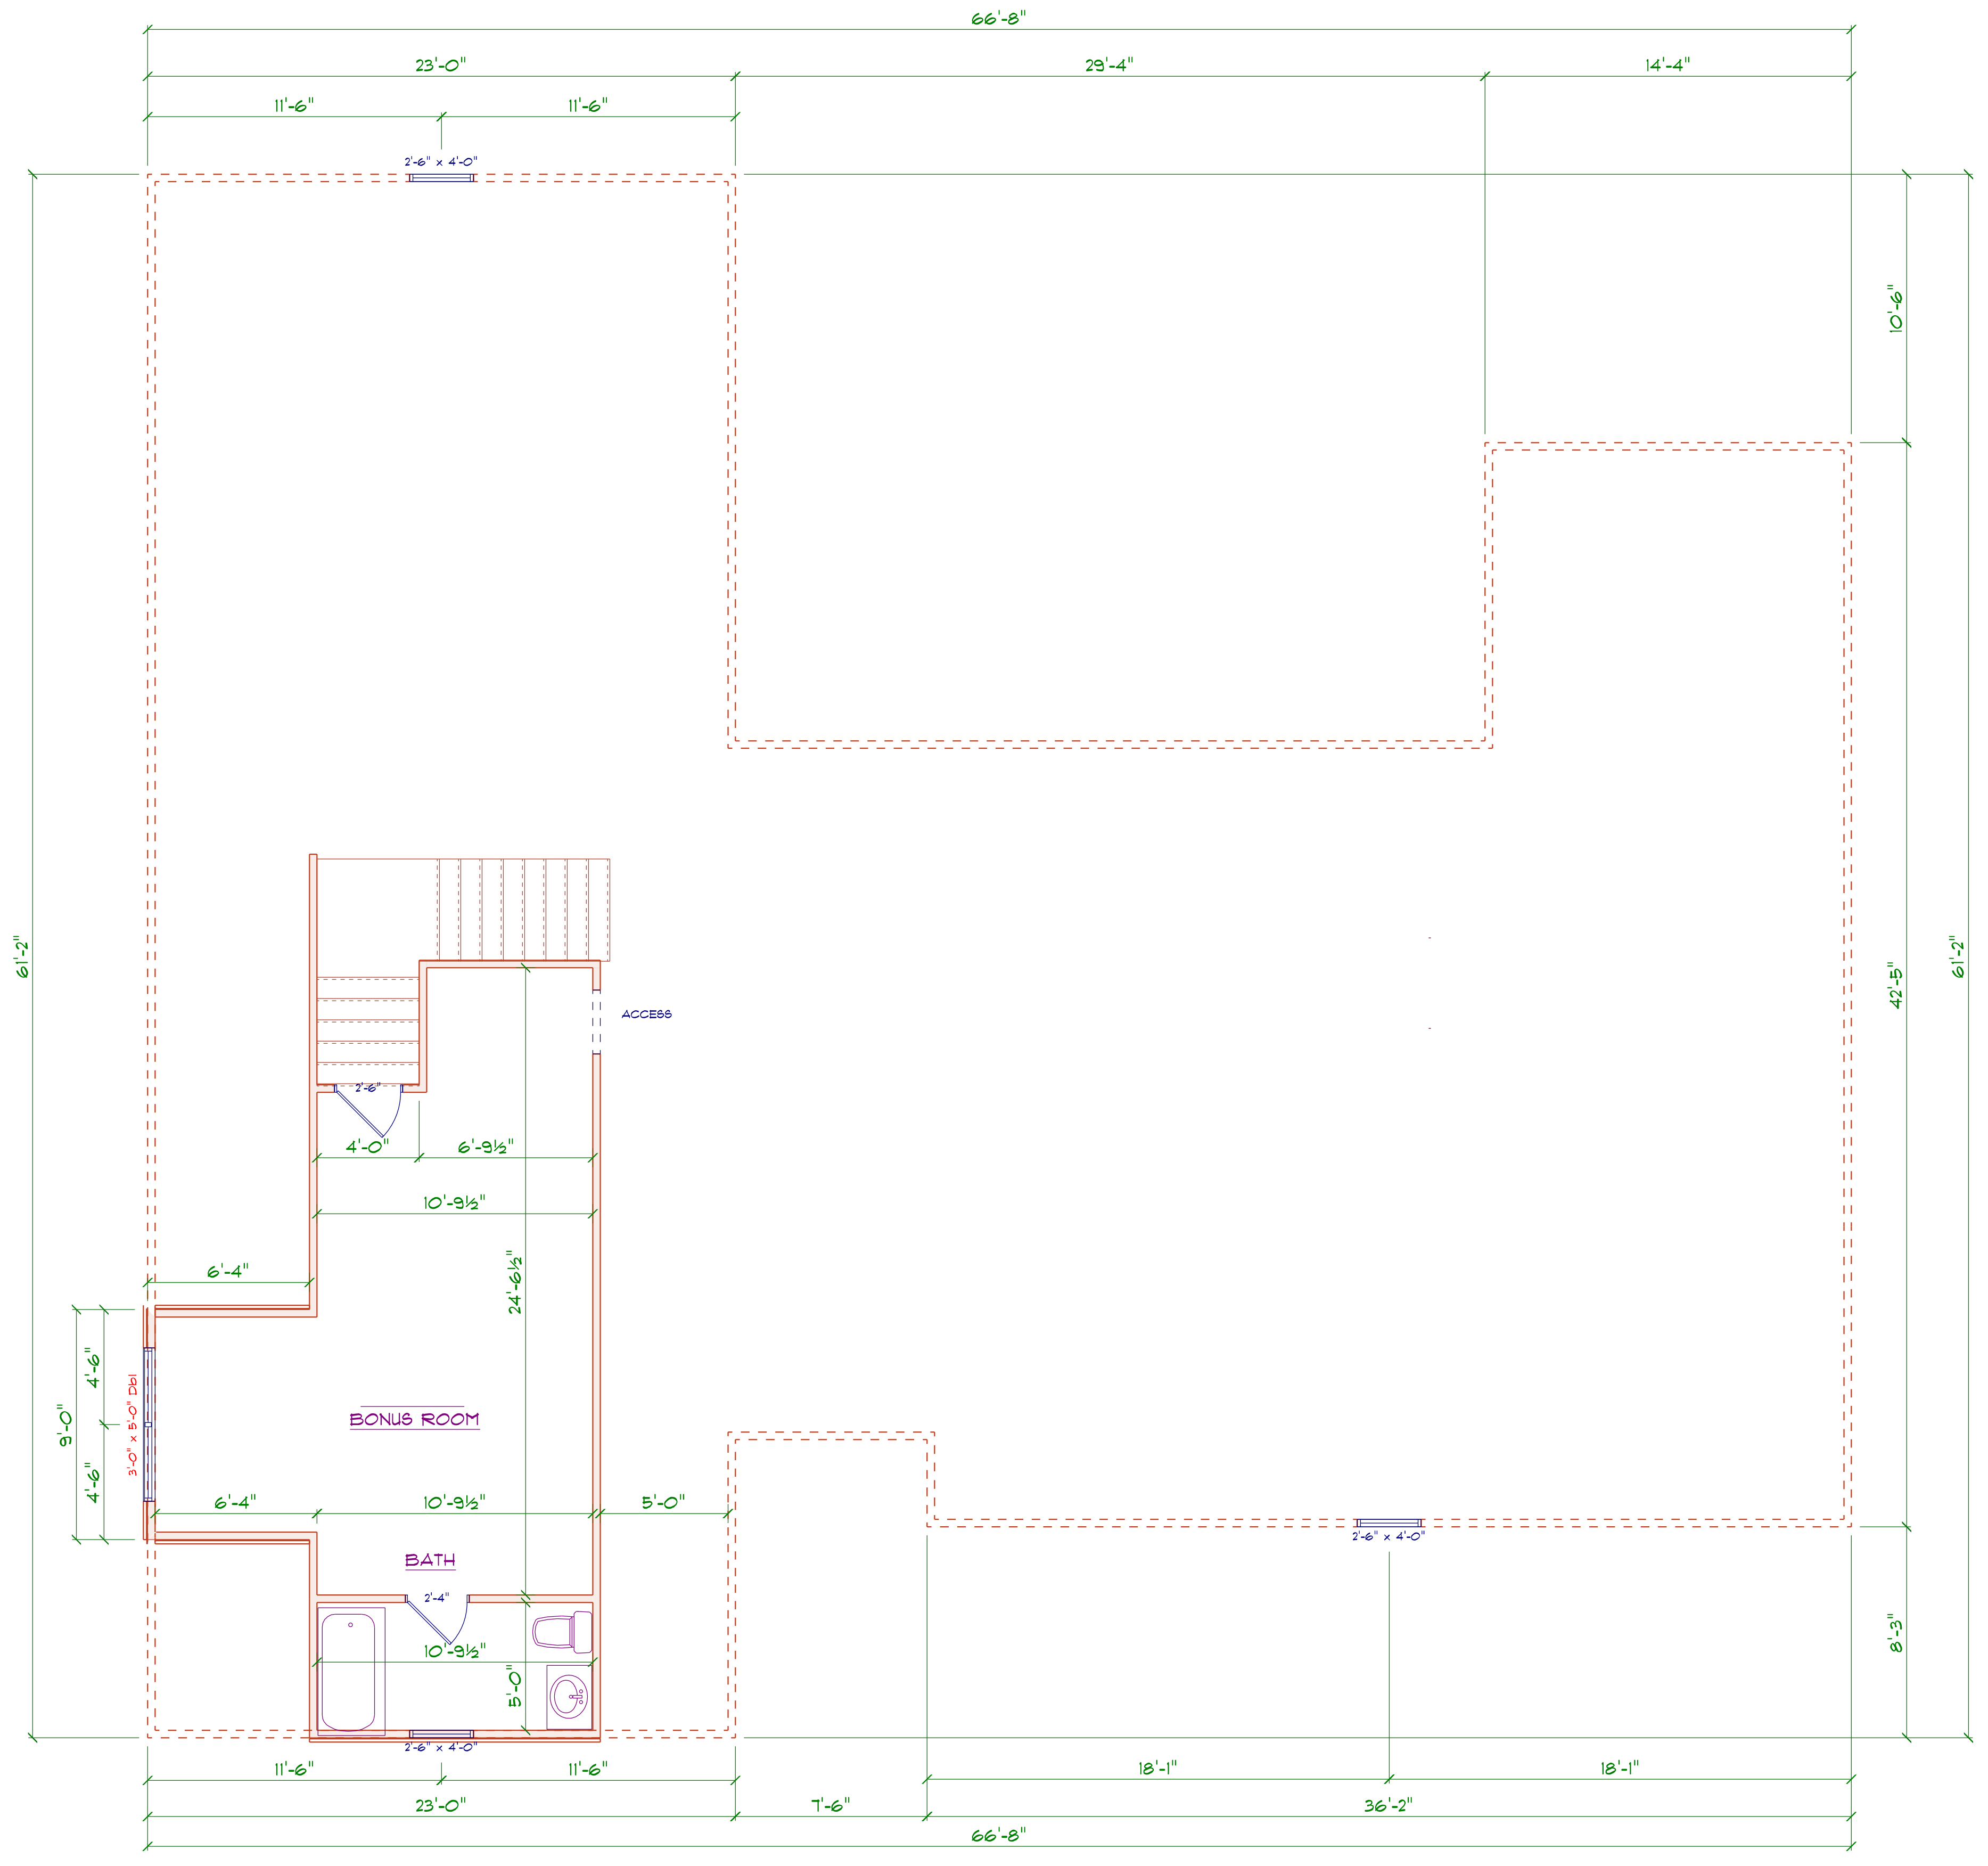 66'-8"
23'-0" 29'-4" 14'-4"
11'-6" 11'-6"
2'-6" x 4'-0"
10'-6"
61'-2"
42'-5"
61'-2"
ACCESS
2'-6"
4'-0" 6'-9½"
10'-9½"
24'-6½"
6'-4"
4'-6"
9'-0"
3'-0" x 5'-0" Dbl
4'-6"
BONUS ROOM
6'-4" 10'-9½" 5'-0"
2'-6" x 4'-0"
BATH
2'-4"
8'-3"
10'-9½"
5'-0"
2'-6" x 4'-0"
11'-6" 11'-6" 18'-1" 18'-1"
23'-0" 7'-6" 36'-2"
66'-8"